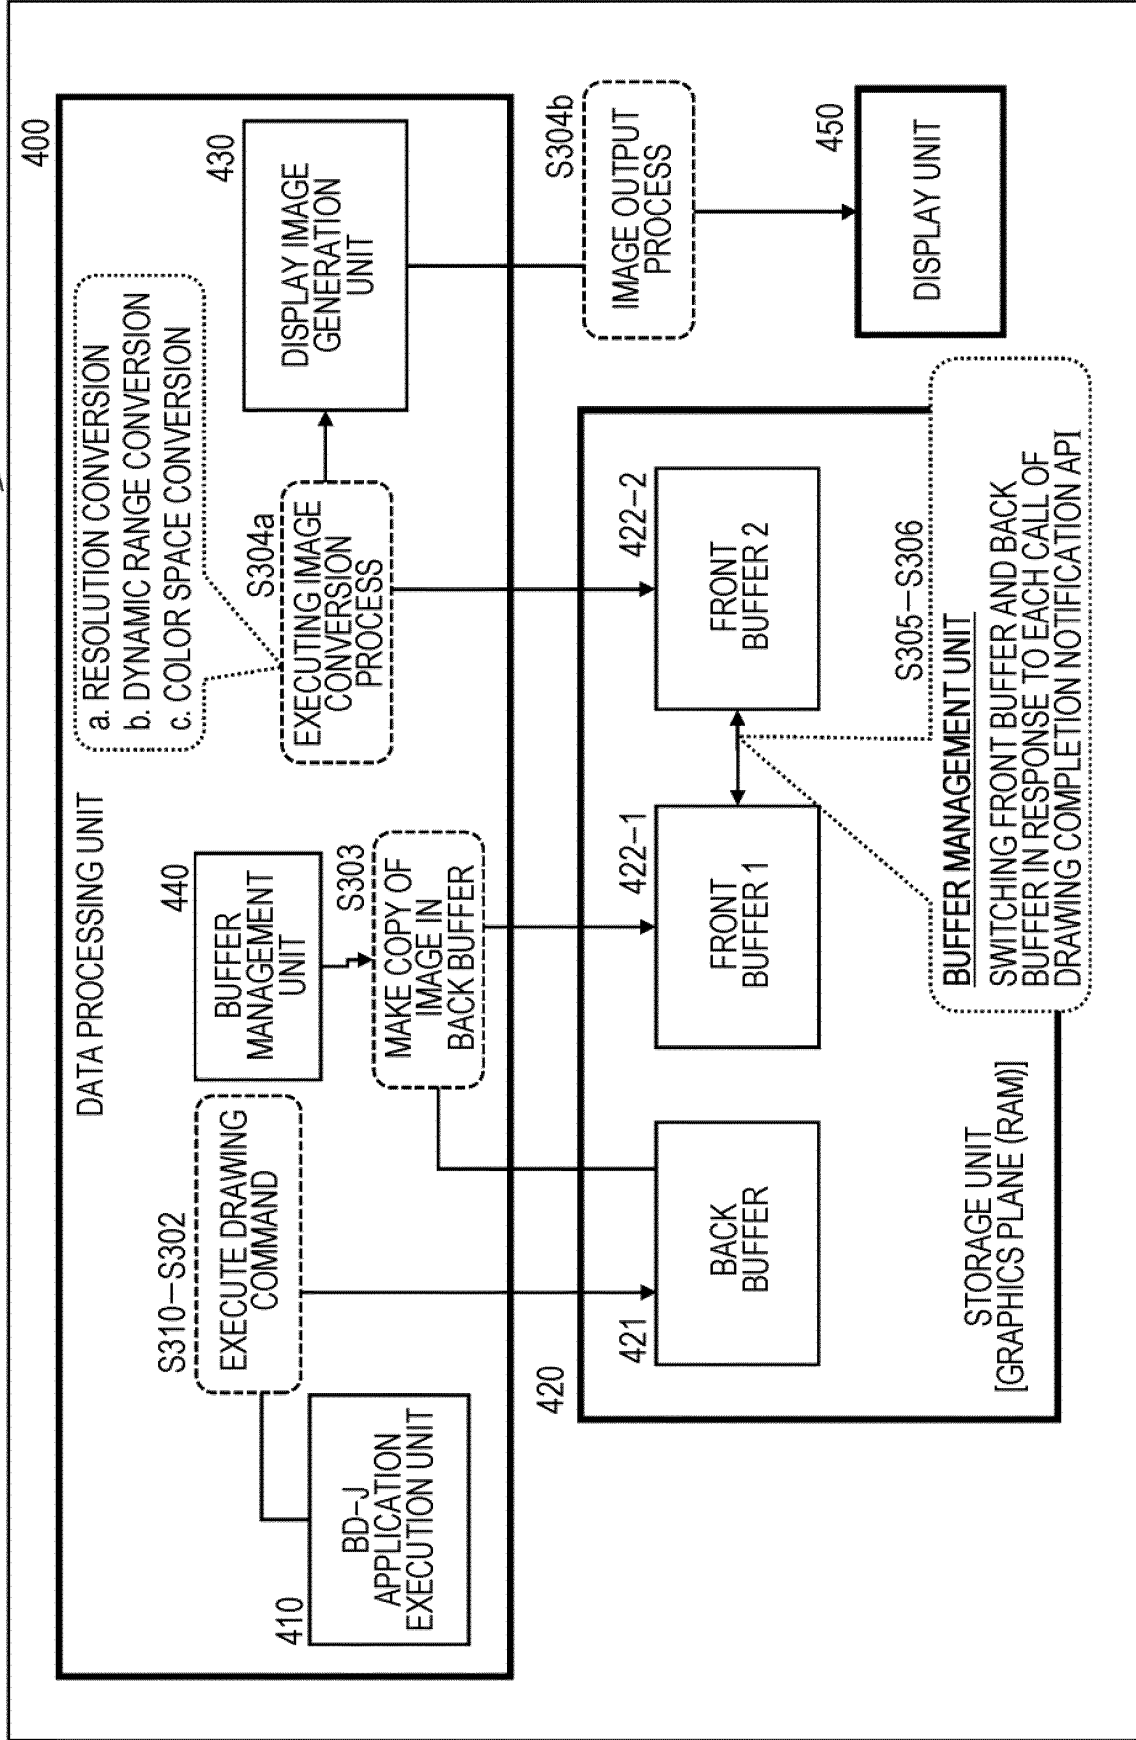 400
DATA PROCESSING UNIT
a. RESOLUTION CONVERSION
b. DYNAMIC RANGE CONVERSION
c. COLOR SPACE CONVERSION
410
BD-J
APPLICATION
EXECUTION UNIT
S310-S302
EXECUTE DRAWING
COMMAND
440
BUFFER
MANAGEMENT
UNIT
S303
MAKE COPY OF
IMAGE IN
BACK BUFFER
S304a
EXECUTING IMAGE
CONVERSION
PROCESS
430
DISPLAY IMAGE
GENERATION
UNIT
420
421
BACK
BUFFER
422-1
FRONT
BUFFER 1
422-2
FRONT
BUFFER 2
S304b
IMAGE OUTPUT
PROCESS
450
DISPLAY UNIT
STORAGE UNIT
[GRAPHICS PLANE (RAM)]
S305-S306
BUFFER MANAGEMENT UNIT
SWITCHING FRONT BUFFER AND BACK
BUFFER IN RESPONSE TO EACH CALL OF
DRAWING COMPLETION NOTIFICATION API